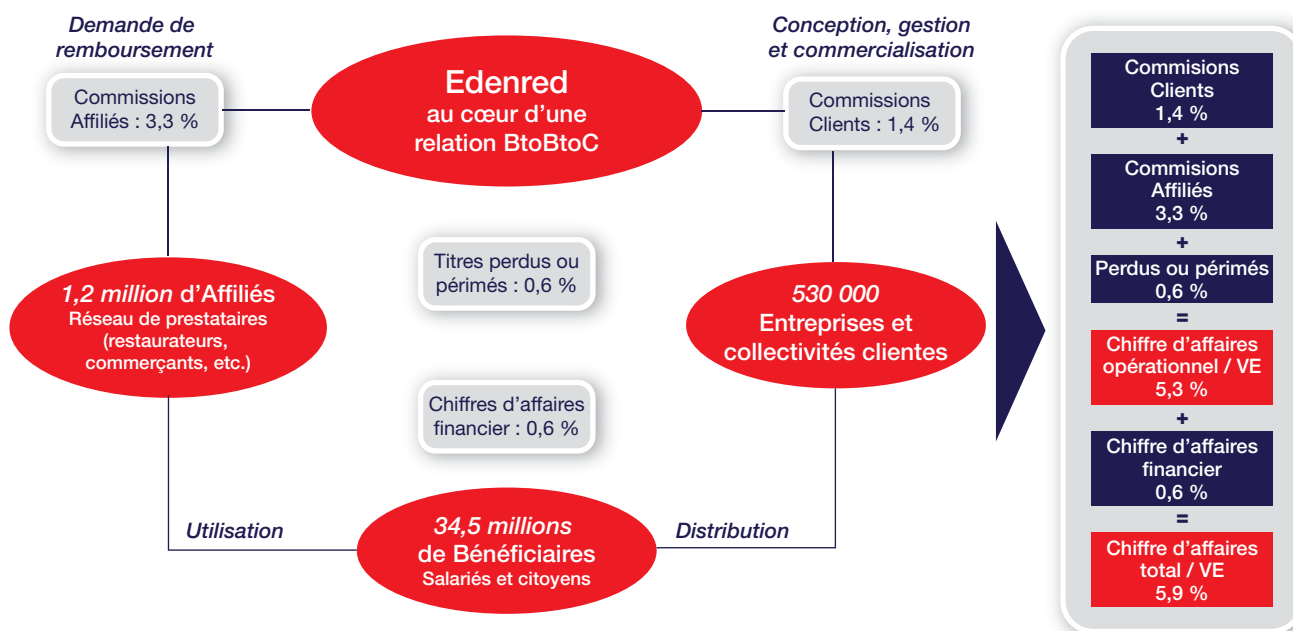 Demande de
remboursement
Commissions
Affiliés : 3,3 %
Edenred
au cœur d’une
relation BtoBtoC
Conception, gestion
et commercialisation
Commissions
Clients : 1,4 %
Titres perdus ou
périmés : 0,6 %
1,2 million d’Affiliés
Réseau de prestataires
(restaurateurs,
commerçants, etc.)
530 000
Entreprises et
collectivités clientes
Chiffres d’affaires
financier : 0,6 %
Utilisation
34,5 millions
de Bénéficiaires
Salariés et citoyens
Distribution
Commisions
Clients
1,4 %
+
Commisions
Affiliés
3,3 %
+
Perdus ou périmés
0,6 %
=
Chiffre d’affaires
opérationnel / VE
5,3 %
+
Chiffre d’affaires
financier
0,6 %
=
Chiffre d’affaires
total / VE
5,9 %